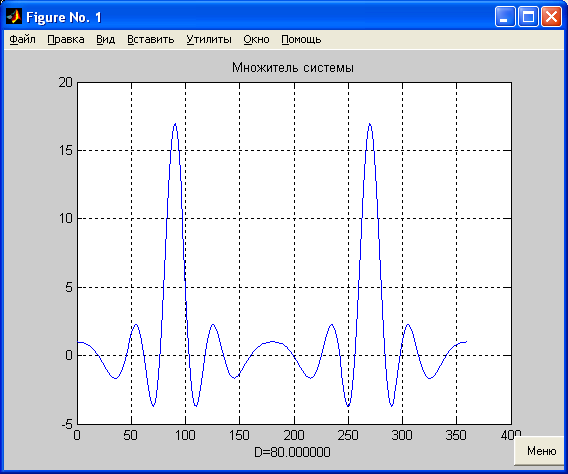 Figure No. 1
Файл Правка Вид Вставить Утилиты Окно Помощь
Множитель системы
20
15
10
5
0
-5
0 50 100 150 200 250 300 350 400
D=80.000000
Меню